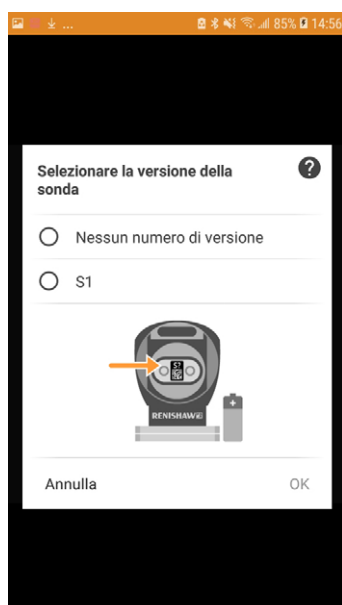 ... 85% 14:56
Selezionare la versione della
sonda
?
Nessun numero di versione
S1
S?
RENISHAW
Annulla
OK